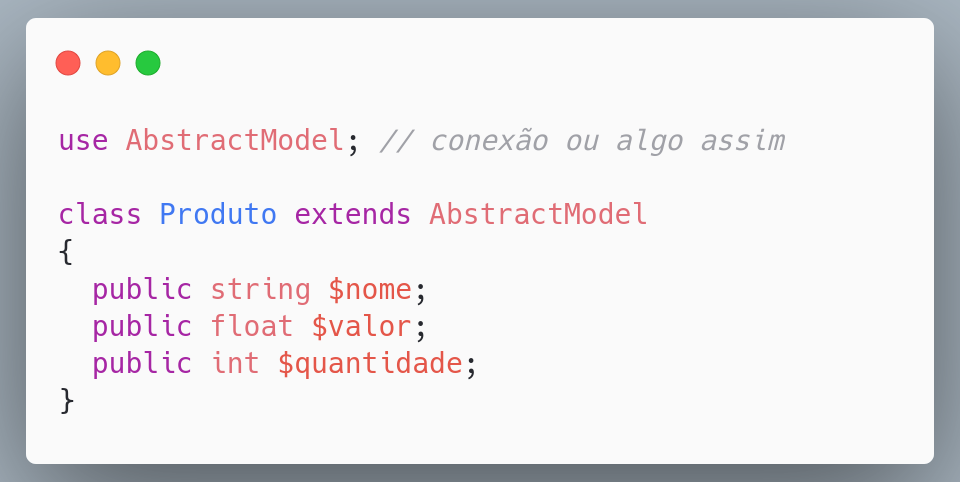 use AbstractModel; // conexão ou algo assim
class Produto extends AbstractModel
{
  public string $nome;
  public float $valor;
  public int $quantidade;
}